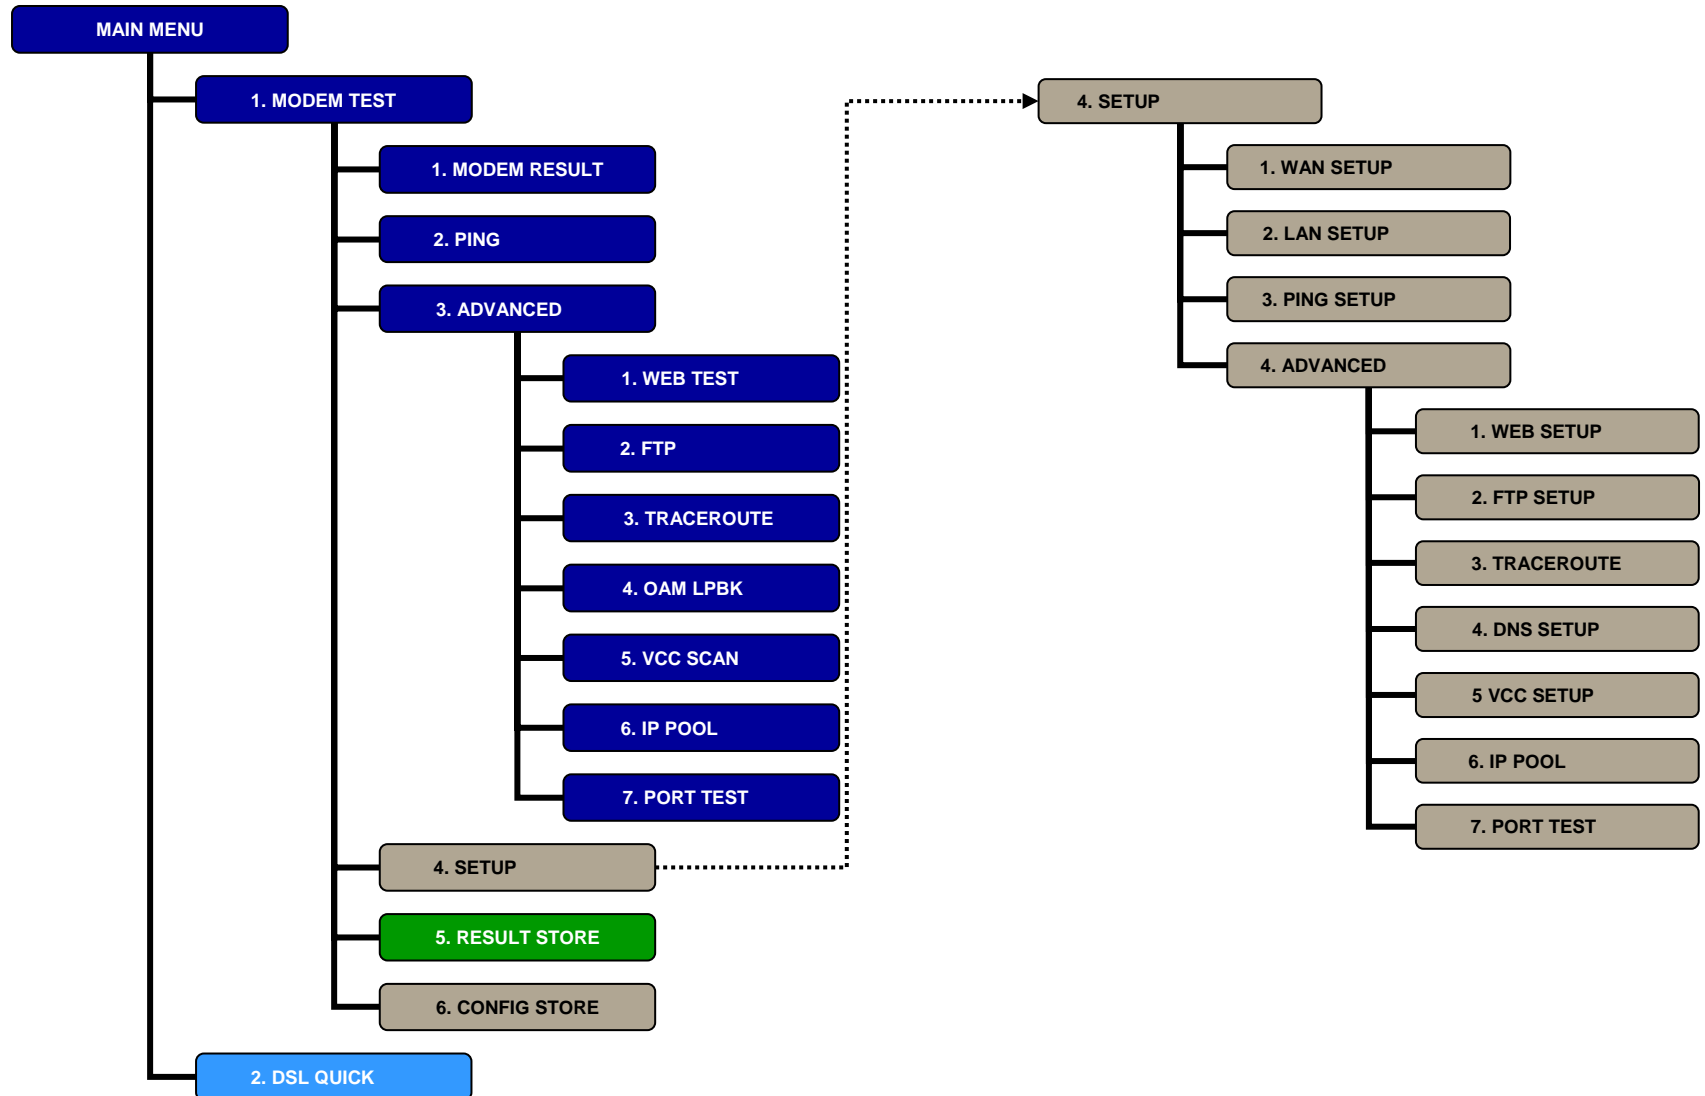 MAIN MENU
1. MODEM TEST
1. MODEM RESULT
2. PING
3. ADVANCED
1. WEB TEST
2. FTP
3. TRACEROUTE
4. OAM LPBK
5. VCC SCAN
6. IP POOL
7. PORT TEST
4. SETUP
5. RESULT STORE
6. CONFIG STORE
2. DSL QUICK
4. SETUP
1. WAN SETUP
2. LAN SETUP
3. PING SETUP
4. ADVANCED
1. WEB SETUP
2. FTP SETUP
3. TRACEROUTE
4. DNS SETUP
5 VCC SETUP
6. IP POOL
7. PORT TEST